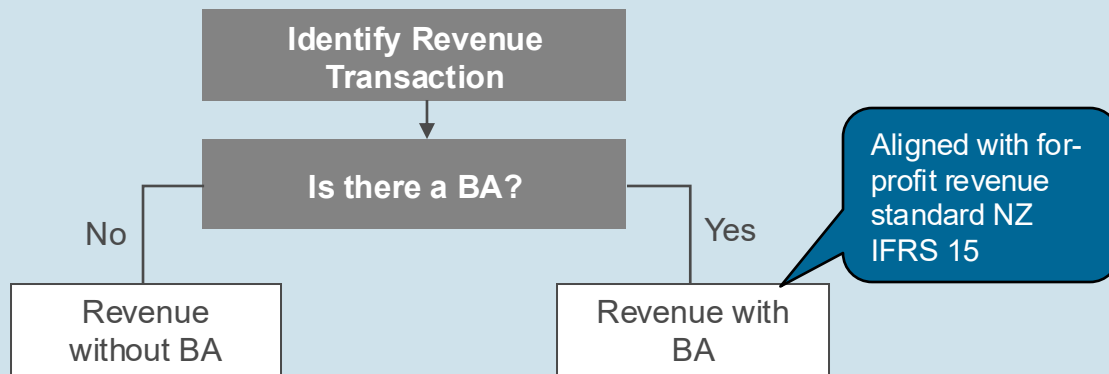 Identify Revenue
Transaction
Is there a BA?
Aligned with for-
profit revenue
standard NZ
IFRS 15
No
Yes
Revenue
without BA
Revenue with
BA